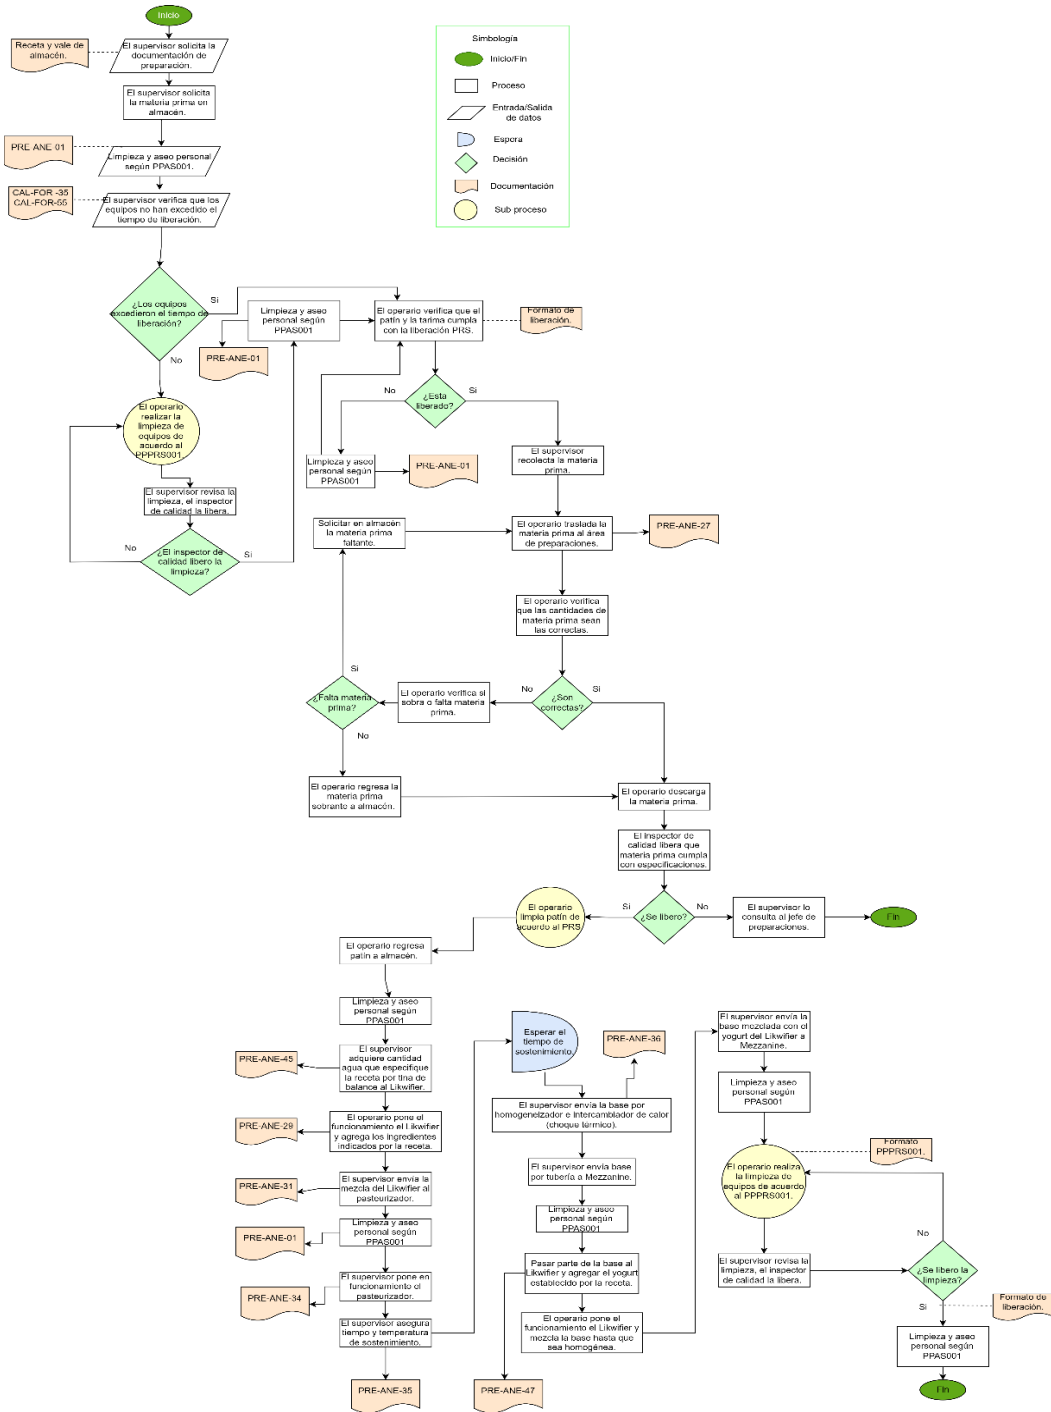 Inicio
Receta y vale de
almacén.
El supervisor solicita la
documentación de
preparación.
El supervisor solicita
la materia prima en
almacén.
PRE-ANE-01
Limpieza y aseo personal
según PPAS001.
CAL-FOR -35
CAL-FOR-55
El supervisor verifica que los
equipos no han excedido el
tiempo de liberación.
Simbología
Inicio/Fin
Proceso
Entrada/Salida
de datos
Espera
Decisión
Documentación
Sub proceso
¿Los equipos
excedieron el tiempo de
liberación?
Si
No
Limpieza y aseo
personal según
PPAS001
PRE-ANE-01
El operario verifica que el
patín y la tarima cumpla
con la liberación PRS.
Formato de
liberación.
¿Esta
liberado?
No
Si
Limpieza y aseo
personal según
PPAS001
PRE-ANE-01
El supervisor
recolecta la materia
prima.
El operario
realizar la
limpieza de
equipos de
acuerdo al
PPPRS001
El supervisor revisa la
limpieza, el inspector
de calidad la libera.
¿El inspector de
calidad libero la
limpieza?
No
Si
Solicitar en almacén
la materia prima
faltante.
El operario traslada la
materia prima al área
de preparaciones.
PRE-ANE-27
El operario verifica
que las cantidades de
materia prima sean
las correctas.
¿Son
correctas?
No
Si
El operario verifica si
sobra o falta materia
prima.
¿Falta materia
prima?
Si
No
El operario regresa la
materia prima
sobrante a almacén.
El operario descarga
la materia prima.
El inspector de
calidad libera que
materia prima cumpla
con especificaciones.
¿Se libero?
Si
No
El supervisor lo
consulta al jefe de
preparaciones.
Fin
El operario
limpia patín de
acuerdo al PRS
El operario regresa
patín a almacén.
Limpieza y aseo
personal según
PPAS001
El supervisor
adquiere cantidad
agua que especifique
la receta por tina de
balance al Likwifier.
PRE-ANE-45
El operario pone el
funcionamiento el Likwifier
y agrega los ingredientes
indicados por la receta.
PRE-ANE-29
El supervisor envía la
mezcla del Likwifier al
pasteurizador.
PRE-ANE-31
Limpieza y aseo
personal según
PPAS001
PRE-ANE-01
El supervisor pone en
funcionamiento el
pasteurizador.
PRE-ANE-34
El supervisor asegura
tiempo y temperatura
de sostenimiento.
PRE-ANE-35
Esperar el
tiempo de
sostenimiento.
PRE-ANE-36
El supervisor envía la base por
homogeneizador e intercambiador de calor
(choque térmico).
El supervisor envía base
por tubería a Mezzanine.
Limpieza y aseo
personal según
PPAS001
Pasar parte de la base al
Likwifier y agregar el yogurt
establecido por la receta.
El operario pone el
funcionamiento el Likwifier y
mezcla la base hasta que
sea homogénea.
PRE-ANE-47
El supervisor envía la
base mezclada con el
yogurt del Likwifier a
Mezzanine.
Limpieza y aseo
personal según
PPAS001
Formato
PPPRS001.
El operario realiza
la limpieza de
equipos de acuerdo
al PPPRS001.
El supervisor revisa la
limpieza, el inspector
de calidad la libera.
¿Se libero la
limpieza?
No
Si
Formato de
liberación.
Limpieza y aseo
personal según
PPAS001
Fin